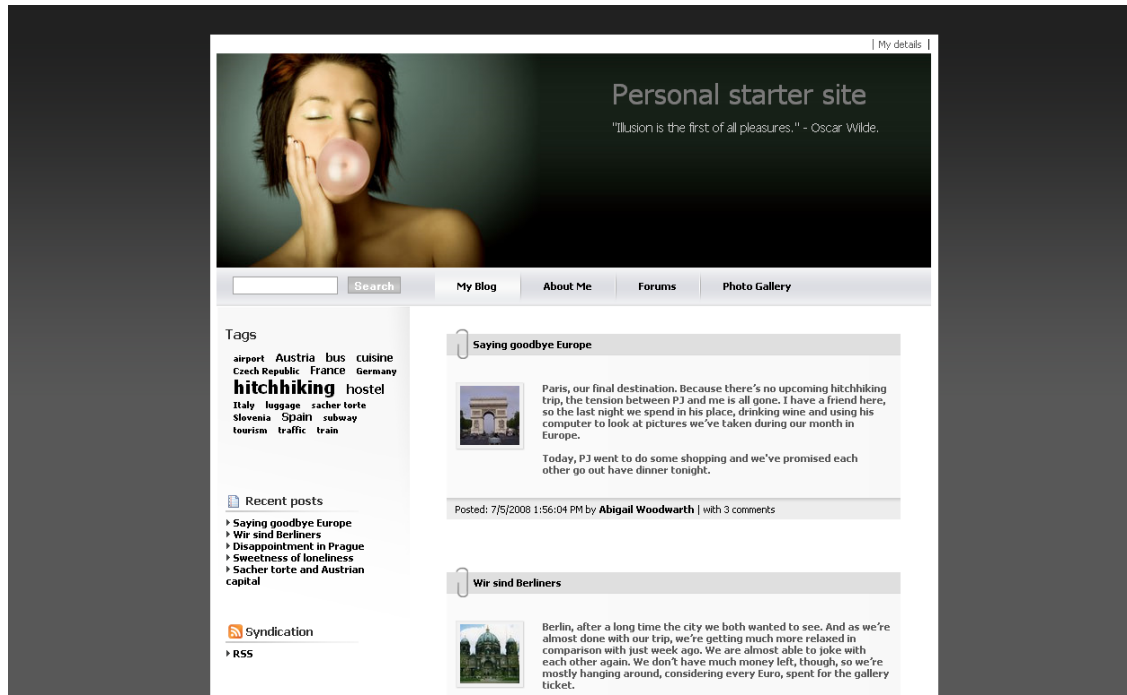 | My details |
Personal starter site
"Illusion is the first of all pleasures." - Oscar Wilde.
Search
My Blog
About Me
Forums
Photo Gallery
Tags
airport Austria bus cuisine
Czech Republic France Germany
hitchhiking hostel
Italy luggage sacher torte
Slovenia Spain subway
tourism traffic train
Recent posts
Saying goodbye Europe
Wir sind Berliners
Disappointment in Prague
Sweetness of loneliness
Sacher torte and Austrian
capital
Syndication
RSS
Saying goodbye Europe
Paris, our final destination. Because there's no upcoming hitchhiking
trip, the tension between PJ and me is all gone. I have a friend here,
so the last night we spend in his place, drinking wine and using his
computer to look at pictures we've taken during our month in
Europe.
Today, PJ went to do some shopping and we've promised each
other go out have dinner tonight.
Posted: 7/5/2008 1:56:04 PM by Abigail Woodwarth | with 3 comments
Wir sind Berliners
Berlin, after a long time the city we both wanted to see. And as we're
almost done with our trip, we're getting much more relaxed in
comparison with just week ago. We are almost able to joke with
each other again. We don't have much money left, though, so we're
mostly hanging around, considering every Euro, spent for the gallery
ticket.